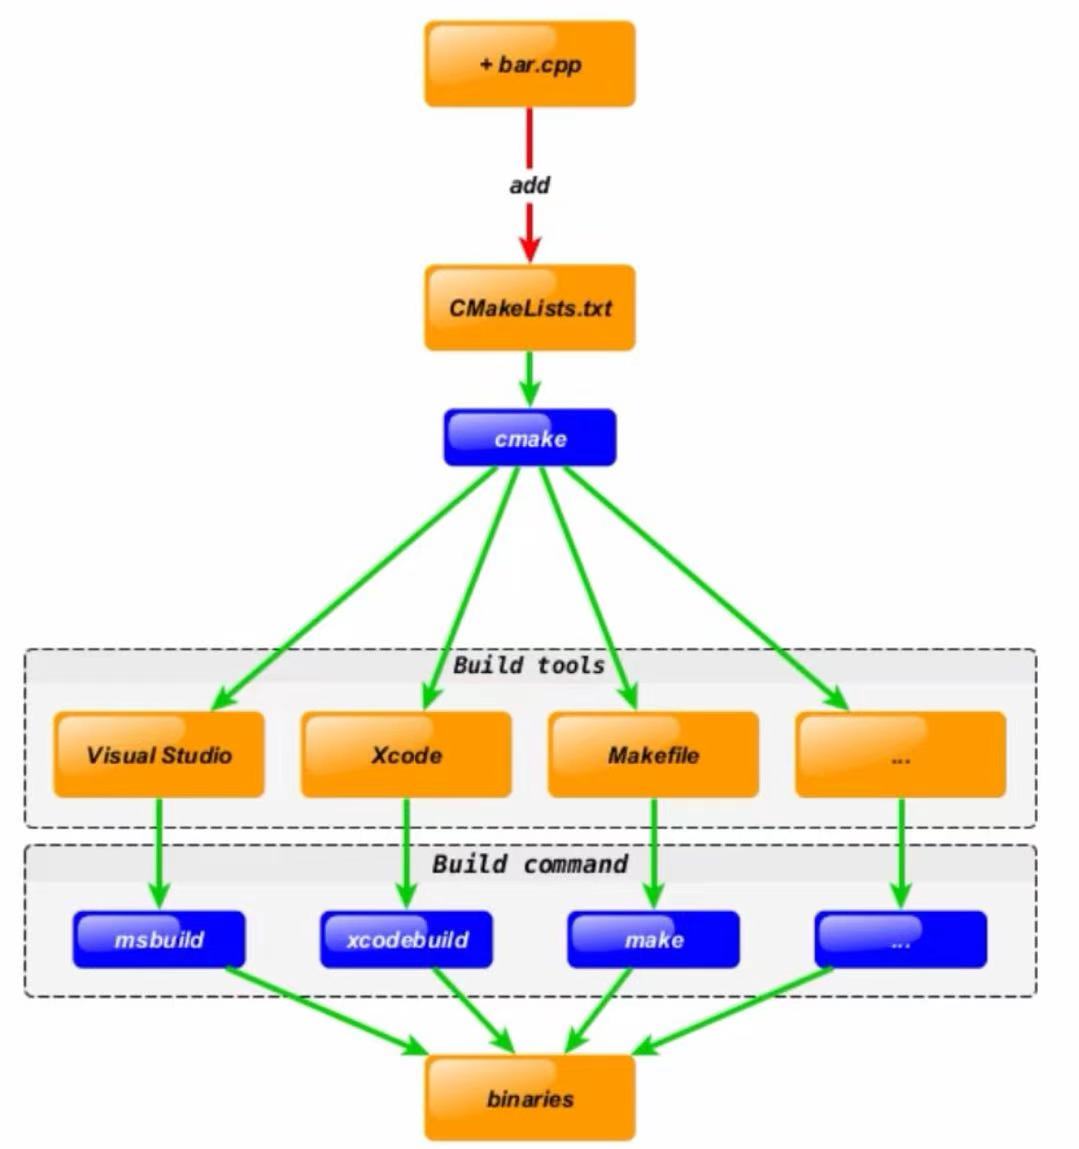 + bar.cpp
add
CMakeLists.txt
cmake
Build tools
Visual Studio
Xcode
Makefile
...
Build command
msbuild
xcodebuild
make
...
binaries